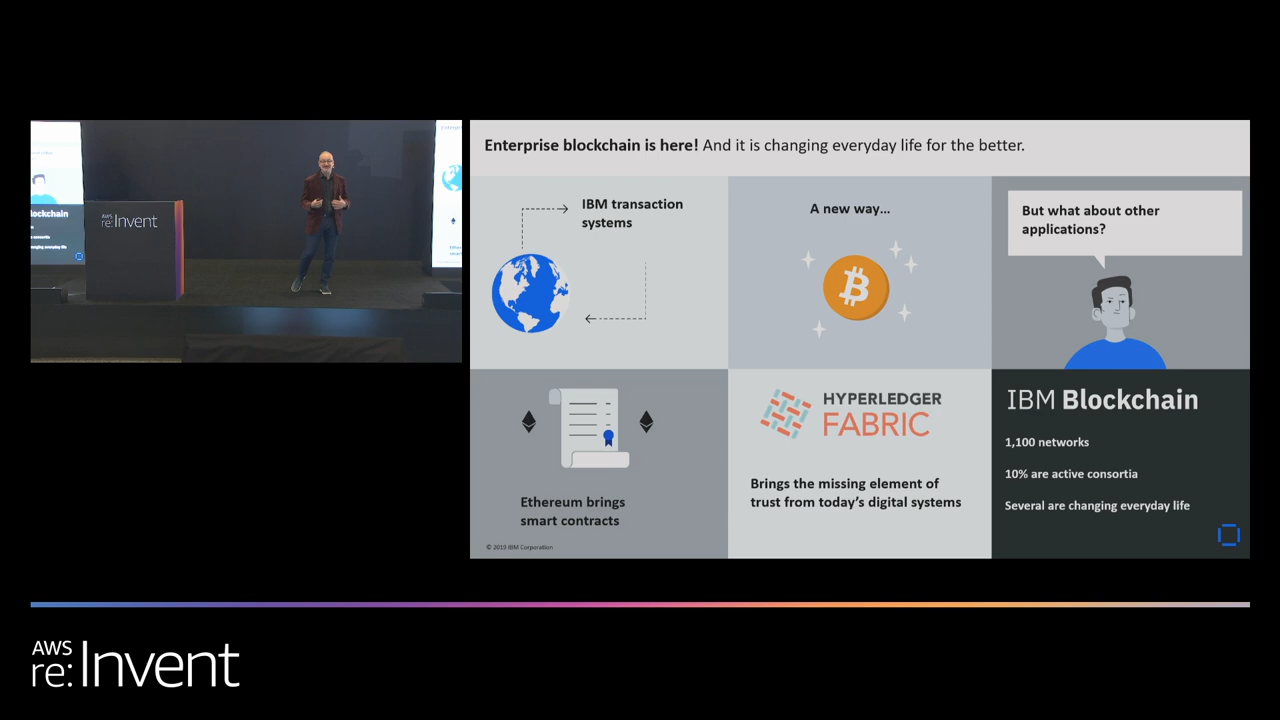 AWS
re:Invent
lockchain
Enterprise blockchain is here! And it is changing everyday life for the better.
IBM transaction
systems
A new way...
But what about other
applications?
Ethereum brings
smart contracts
© 2019 IBM Corporation
HYPERLEDGER
FABRIC
Brings the missing element of
trust from today's digital systems
IBM Blockchain
1,100 networks
10% are active consortia
Several are changing everyday life
AWS
re:Invent